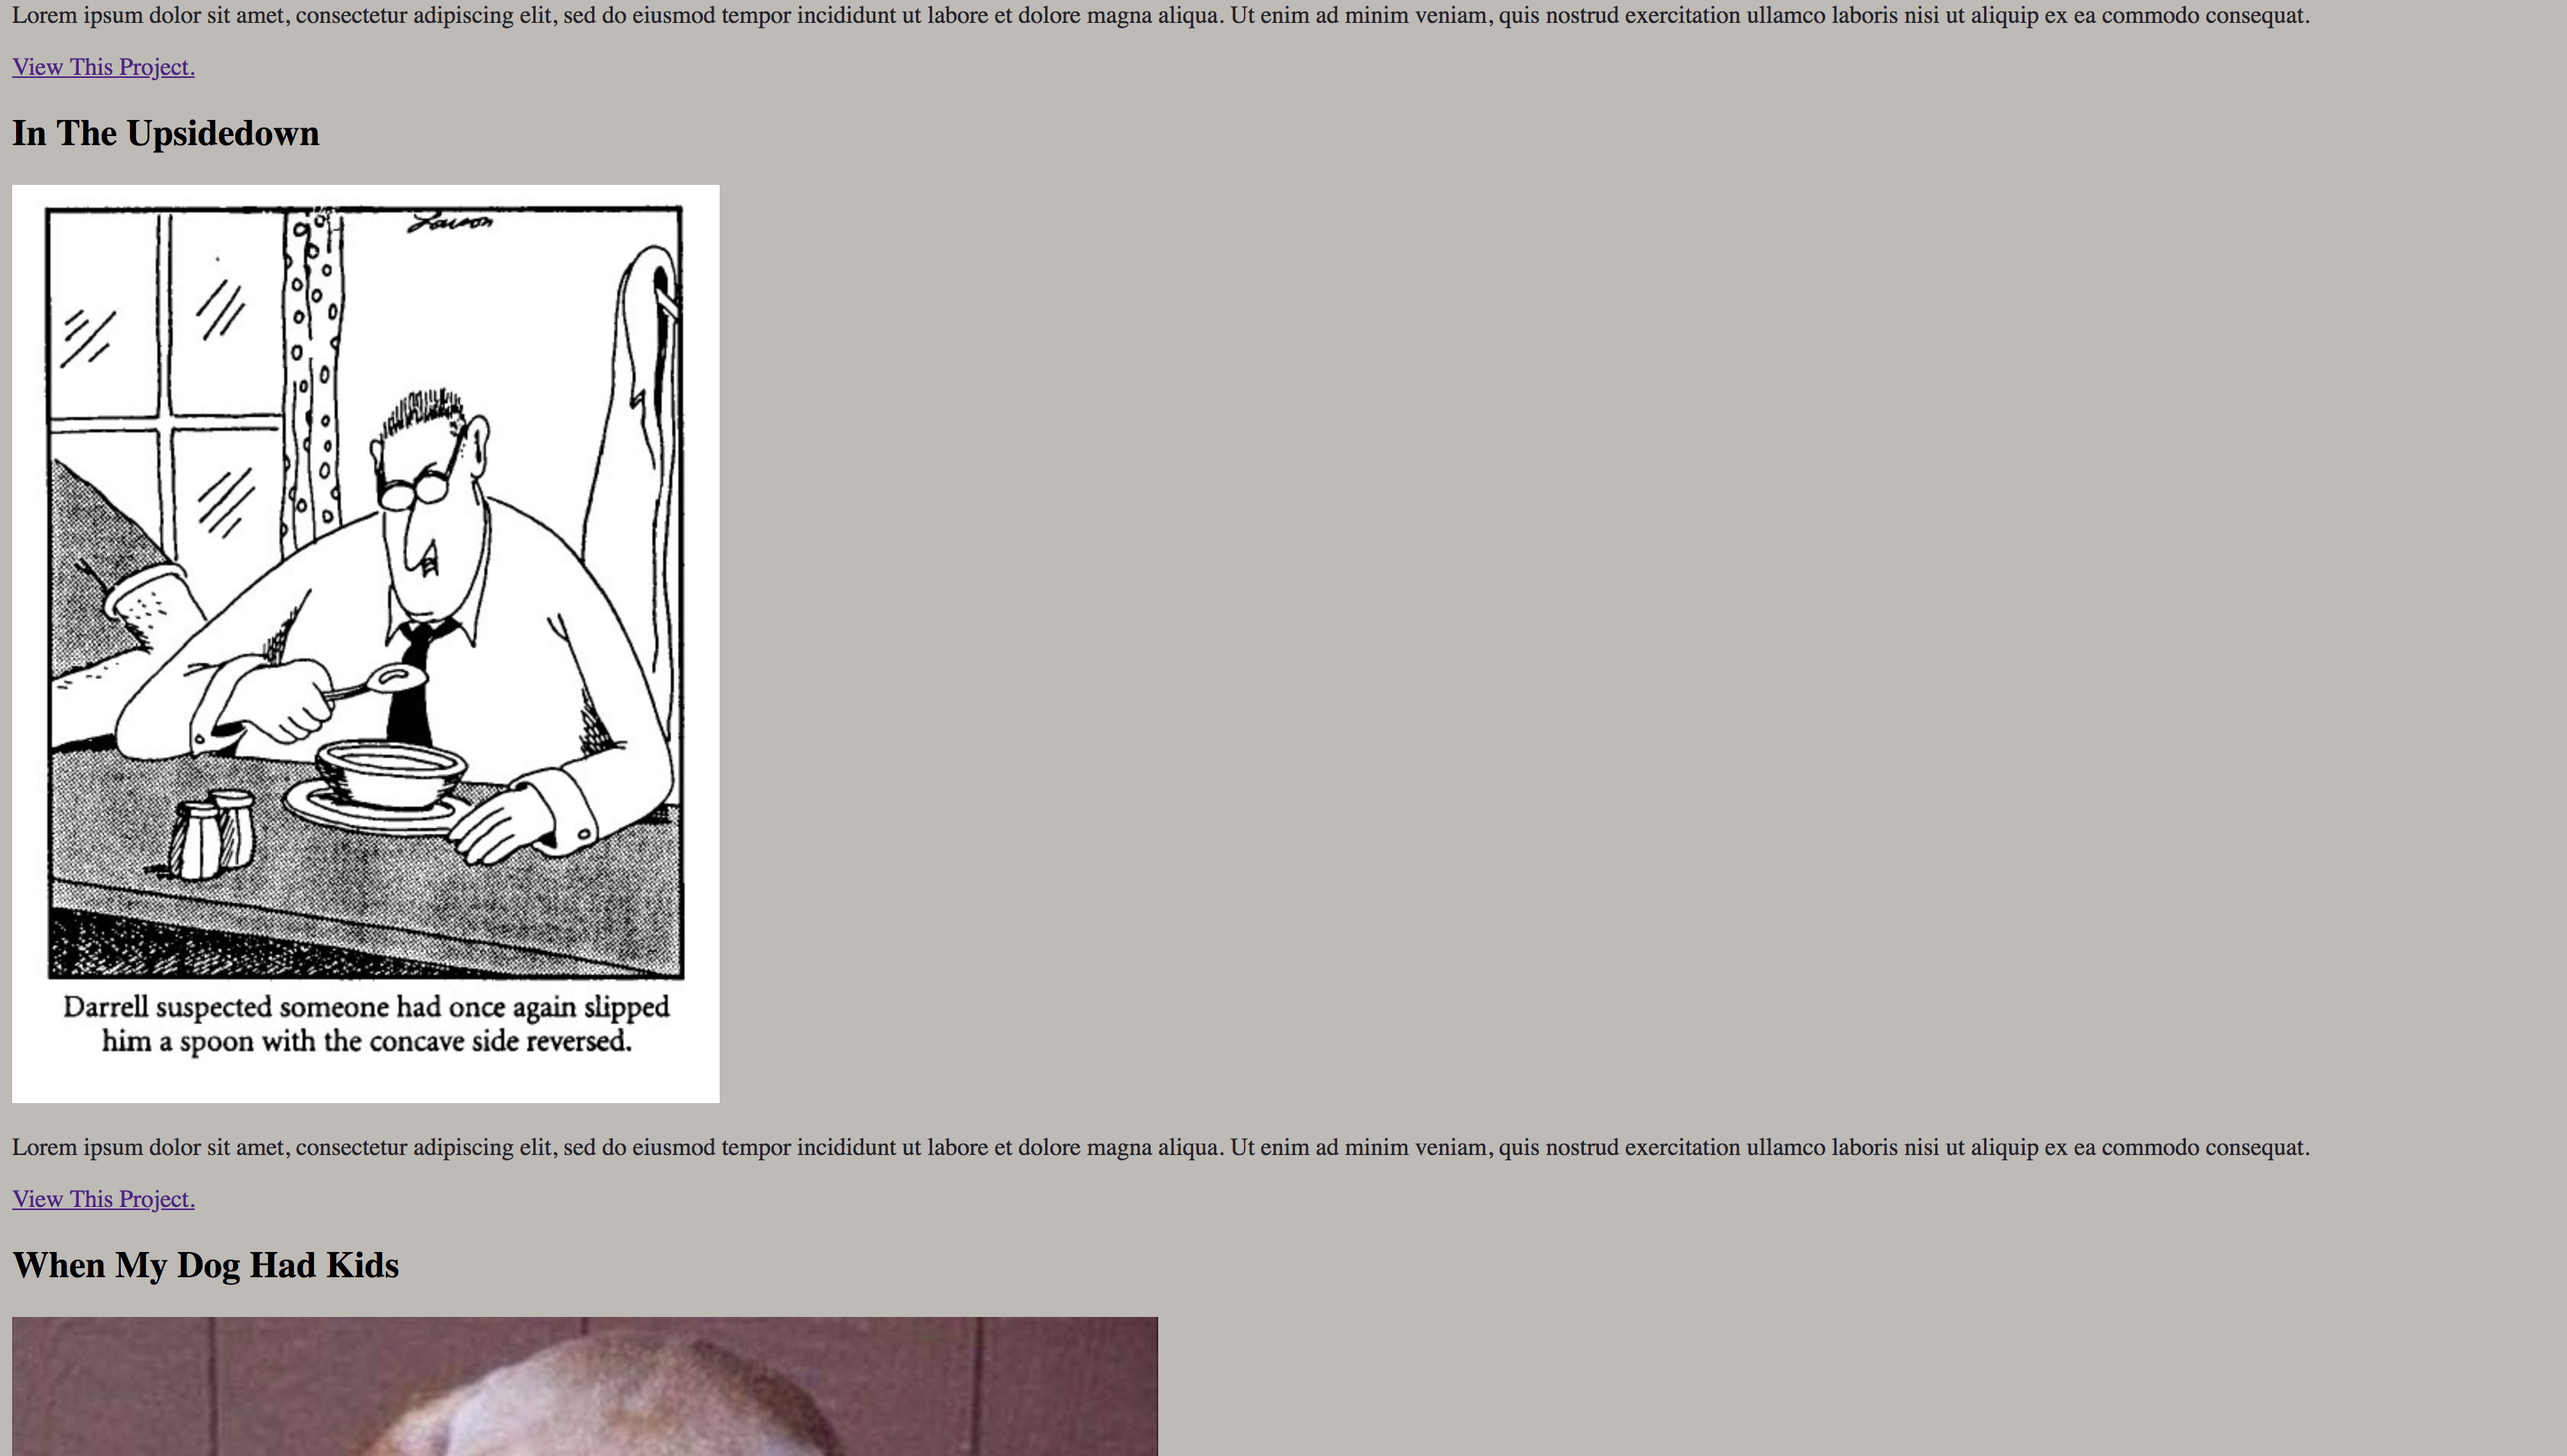 Lorem ipsum dolor sit amet, consectetur adipiscing elit, sed do eiusmod tempor incididunt ut labore et dolore magna aliqua. Ut enim ad minim veniam, quis nostrud exercitation ullamco laboris nisi ut aliquip ex ea commodo consequat.
View This Project.
In The Upsidedown
Larson
Darrell suspected someone had once again slipped
him a spoon with the concave side reversed.
Lorem ipsum dolor sit amet, consectetur adipiscing elit, sed do eiusmod tempor incididunt ut labore et dolore magna aliqua. Ut enim ad minim veniam, quis nostrud exercitation ullamco laboris nisi ut aliquip ex ea commodo consequat.
View This Project.
When My Dog Had Kids